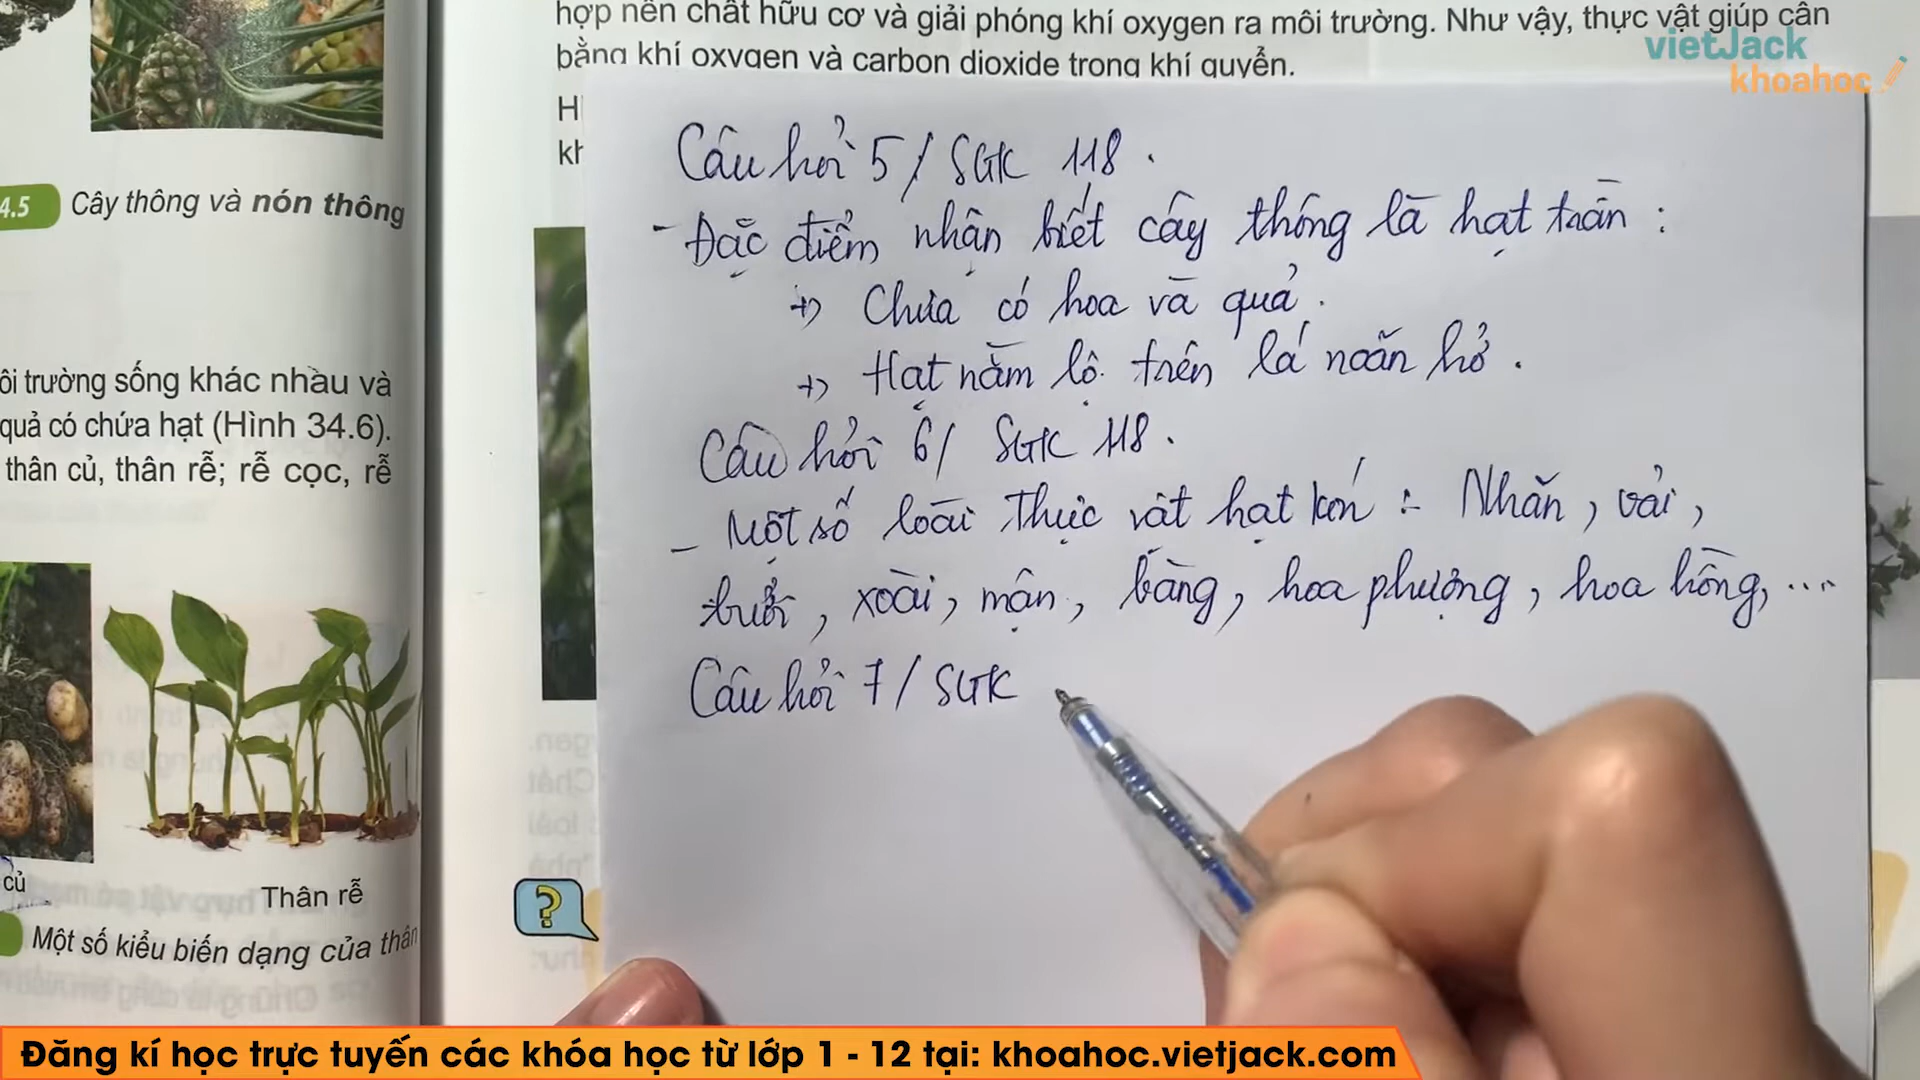 hợp nên chất hữu cơ và giải phóng khí oxygen ra môi trường. Như vậy, thực vật giúp cân
bằng khí oxygen và carbon dioxide trong khí quyển.
vietJack
khoahoc
H
kh
4.5 Cây thông và nón thông
ôi trường sống khác nhau và
quả có chứa hạt (Hình 34.6).
thân củ, thân rễ; rễ cọc, rễ
củ
Thân rễ
Một số kiểu biến dạng của thân
Câu hỏi 5/ SGK 118.
- Đặc điểm nhận biết cây thông là hạt trần:
+) Chưa có hoa và quả.
+) Hạt nằm lộ trên lá noãn hở.
Câu hỏi 6/ SGK 118.
- Một số loài thực vật hạt kín: Nhãn, vải,
bưởi, xoài, mận, bàng, hoa phượng, hoa hồng, ...
Câu hỏi 7/ SGK
?
Đăng kí học trực tuyến các khóa học từ lớp 1 - 12 tại: khoahoc.vietjack.com